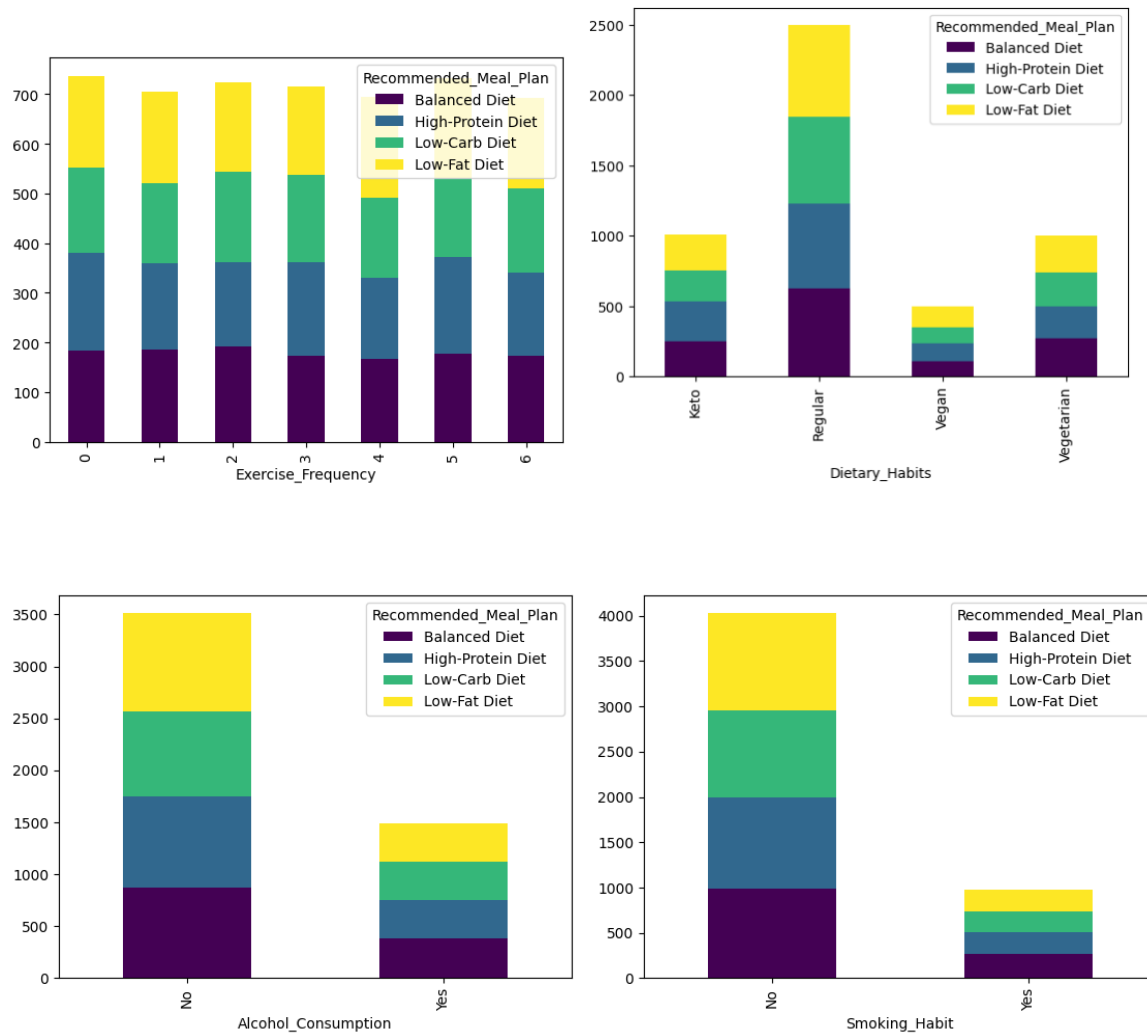 700
600
500
400
300
200
100
0
Recommended_Meal_Plan
Balanced Diet
High-Protein Diet
Low-Carb Diet
Low-Fat Diet
0 1 2 3 4 5 6
Exercise_Frequency
2500
2000
1500
1000
500
0
Recommended_Meal_Plan
Balanced Diet
High-Protein Diet
Low-Carb Diet
Low-Fat Diet
Keto Regular Vegan Vegetarian
Dietary_Habits
3500
3000
2500
2000
1500
1000
500
0
Recommended_Meal_Plan
Balanced Diet
High-Protein Diet
Low-Carb Diet
Low-Fat Diet
No Yes
Alcohol_Consumption
4000
3500
3000
2500
2000
1500
1000
500
0
Recommended_Meal_Plan
Balanced Diet
High-Protein Diet
Low-Carb Diet
Low-Fat Diet
No Yes
Smoking_Habit